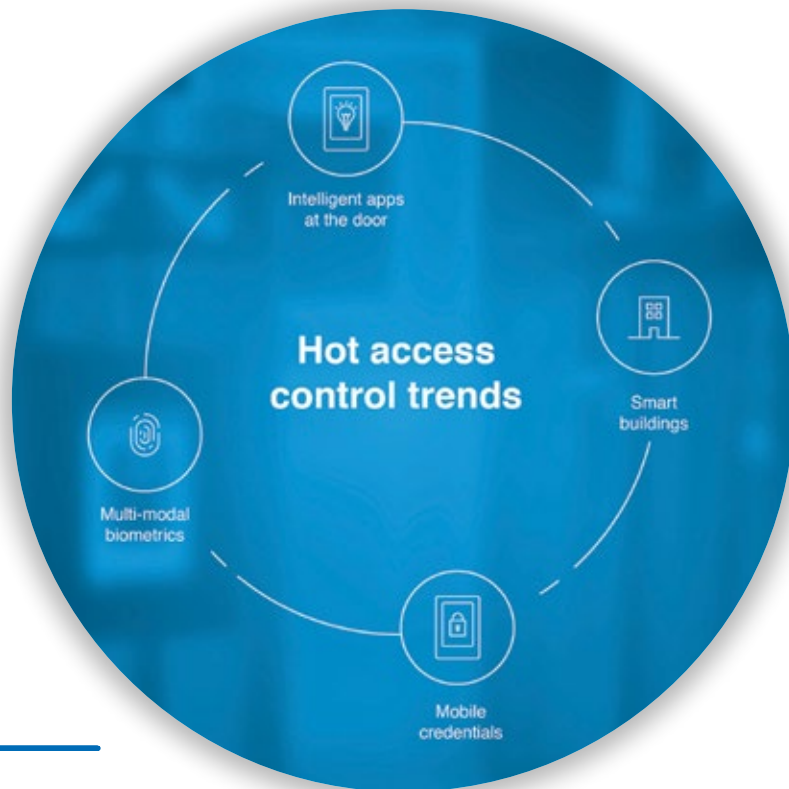 Intelligent apps
at the door
Hot access
control trends
Smart
buildings
Multi-modal
biometrics
Mobile
credentials